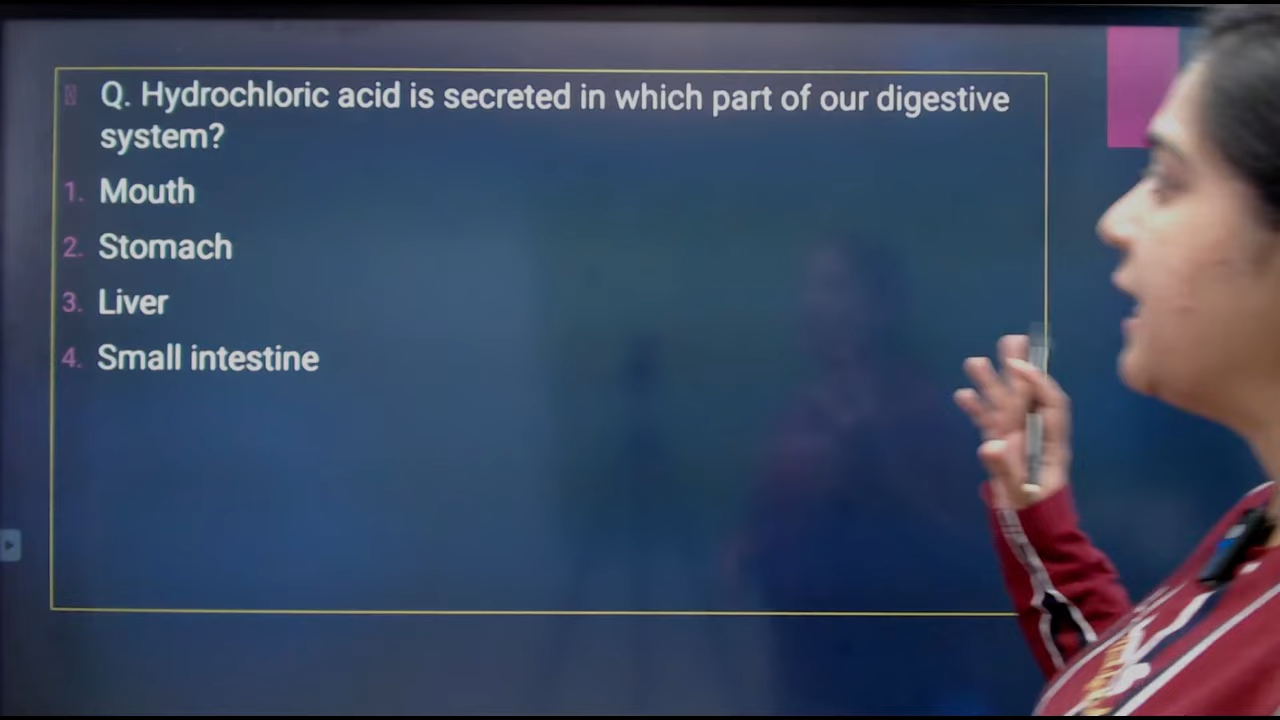 Q. Hydrochloric acid is secreted in which part of our digestive
system?
1. Mouth
2. Stomach
3. Liver
4. Small intestine